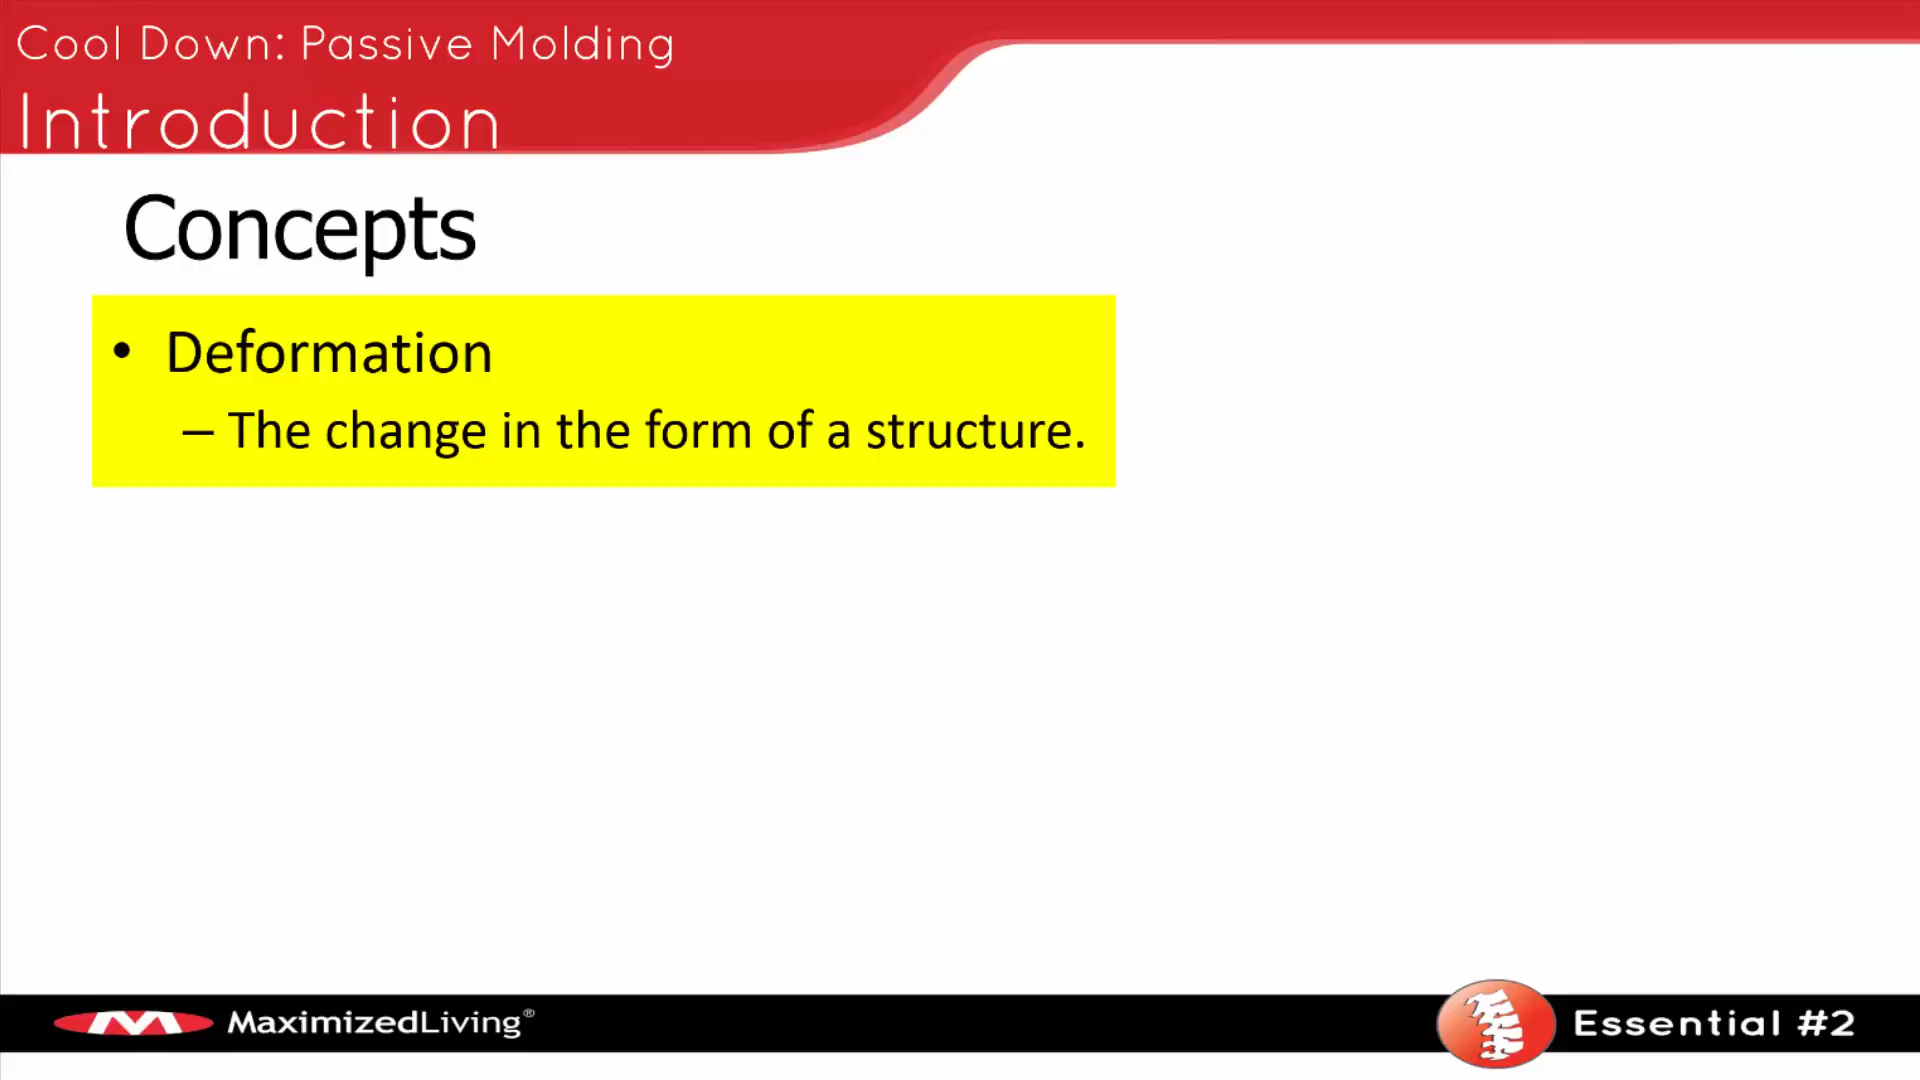 Cool Down: Passive Molding
Introduction
Concepts
• Deformation
– The change in the form of a structure.
MaximizedLiving®
Essential #2